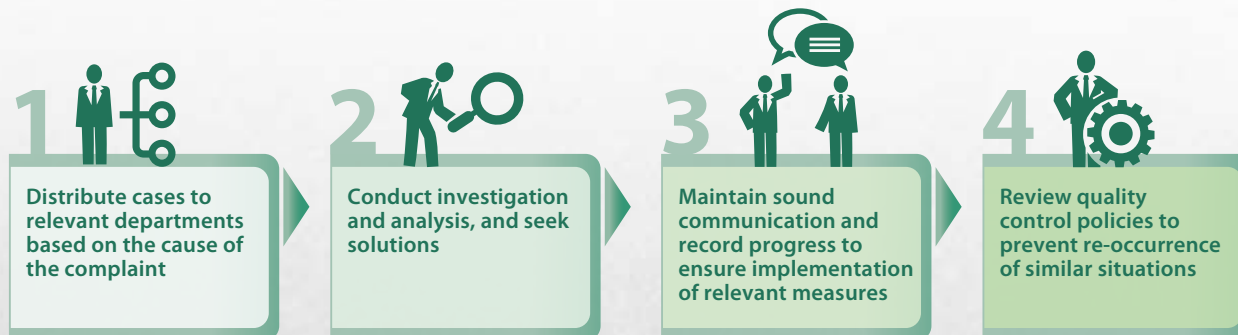 1
Distribute cases to
relevant departments
based on the cause of
the complaint
2
Conduct investigation
and analysis, and seek
solutions
3
Maintain sound
communication and
record progress to
ensure implementation
of relevant measures
4
Review quality
control policies to
prevent re-occurrence
of similar situations